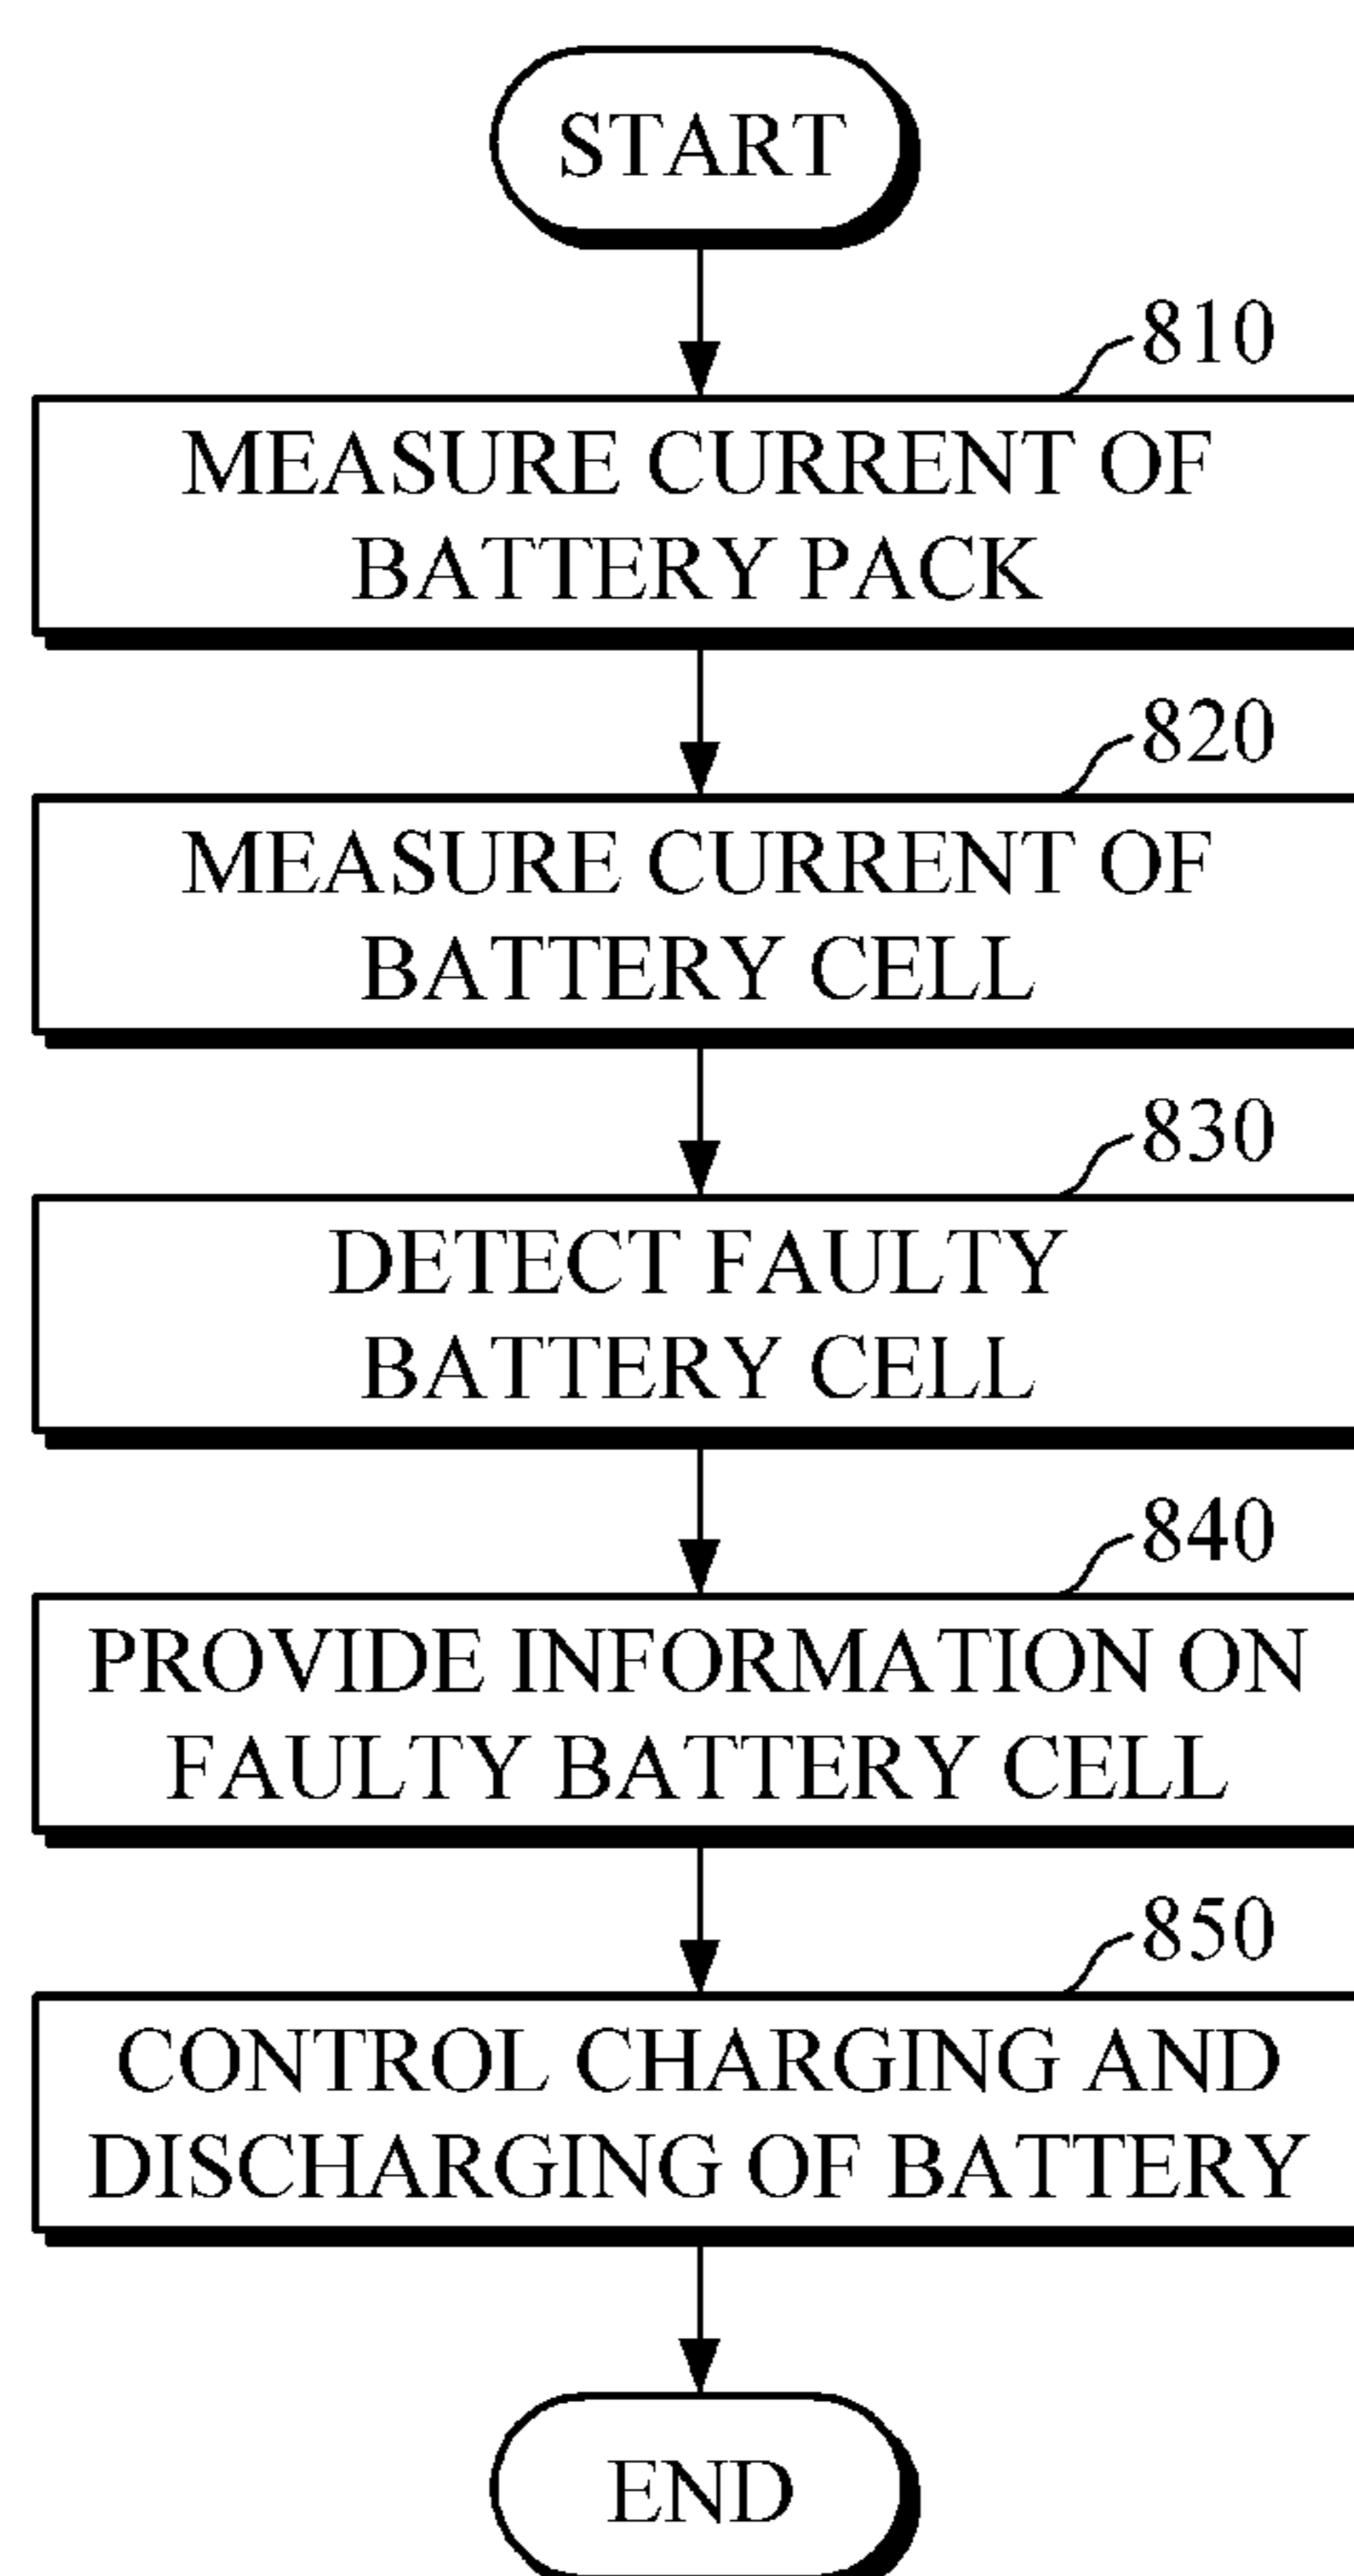 START
810
MEASURE CURRENT OF
BATTERY PACK
820
MEASURE CURRENT OF
BATTERY CELL
830
DETECT FAULTY
BATTERY CELL
840
PROVIDE INFORMATION ON
FAULTY BATTERY CELL
850
CONTROL CHARGING AND
DISCHARGING OF BATTERY
END